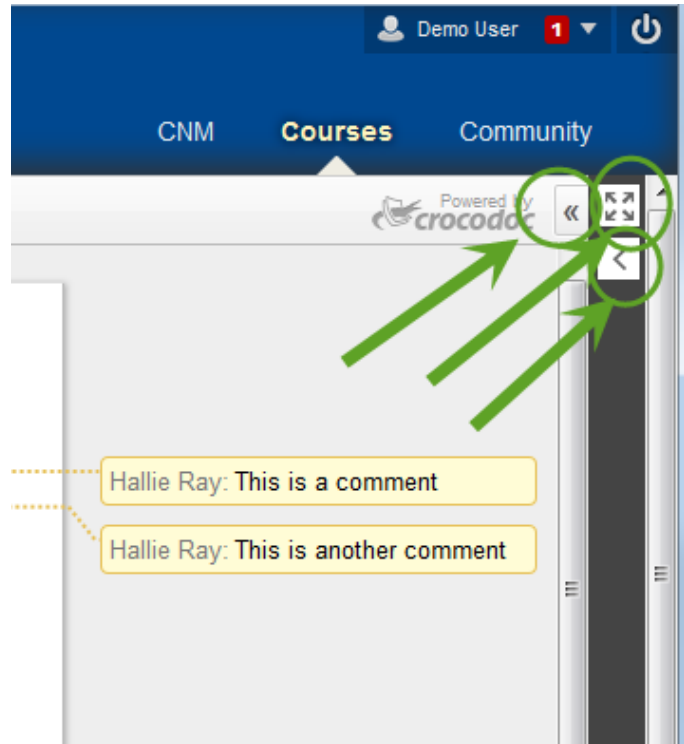 Demo User 1
CNM Courses Community
Powered by
crocodoc «
Hallie Ray: This is a comment
Hallie Ray: This is another comment